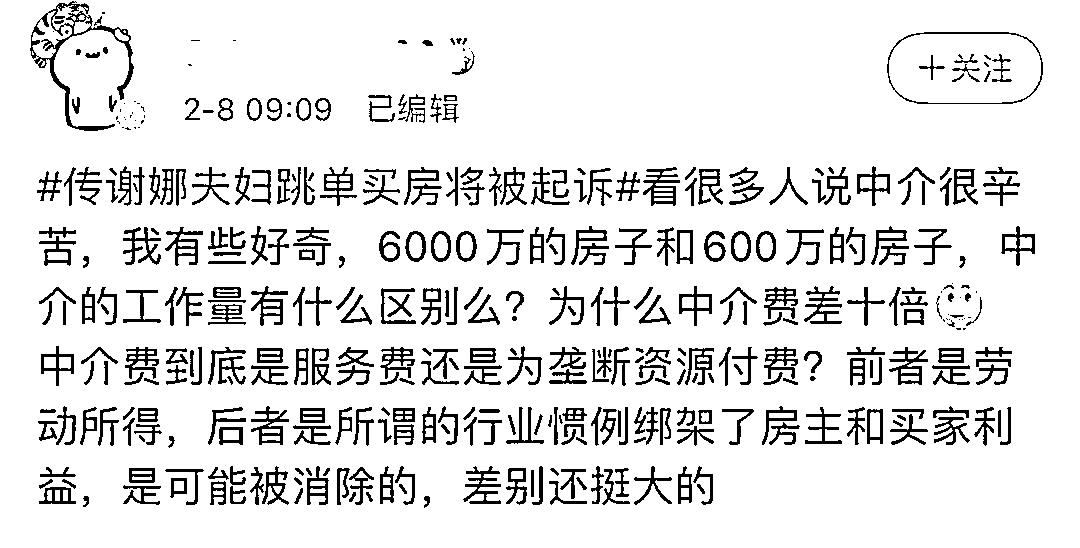 +关注
2-8 09:09 已编辑
#传谢娜夫妇跳单买房将被起诉#看很多人说中介很辛
苦，我有些好奇，6000万的房子和600万的房子，中
介的工作量有什么区别么？为什么中介费差十倍
中介费到底是服务费还是为垄断资源付费？前者是劳
动所得，后者是所谓的行业惯例绑架了房主和买家利
益，是可能被消除的，差别还挺大的